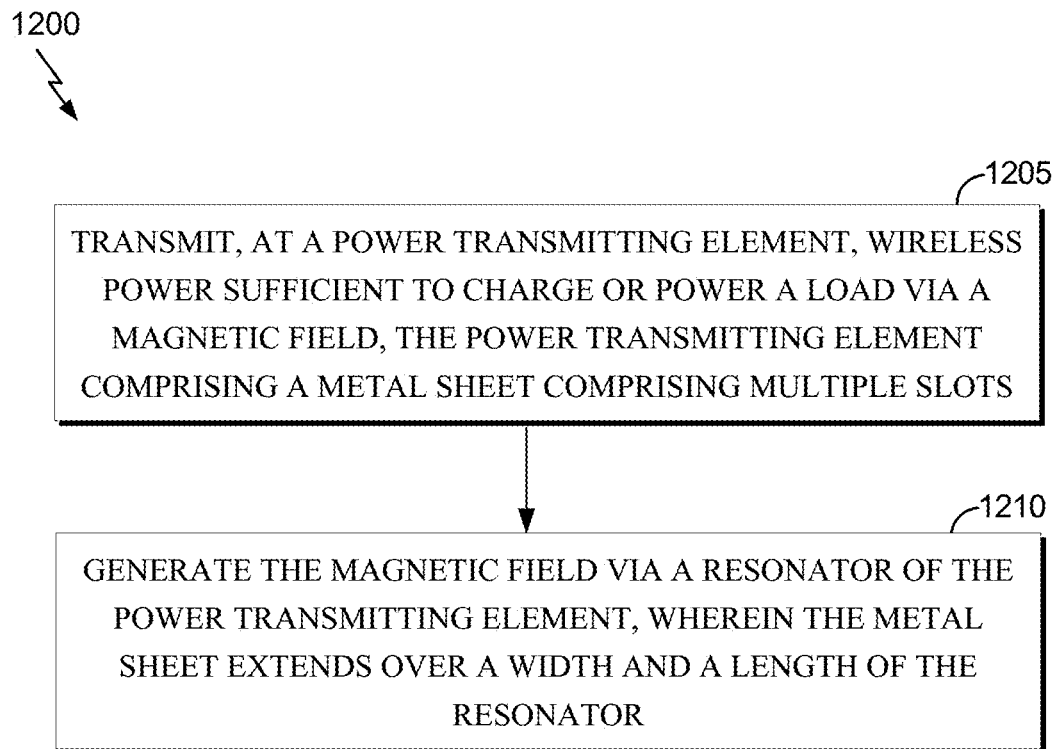 1200
1205
TRANSMIT, AT A POWER TRANSMITTING ELEMENT, WIRELESS
POWER SUFFICIENT TO CHARGE OR POWER A LOAD VIA A
MAGNETIC FIELD, THE POWER TRANSMITTING ELEMENT
COMPRISING A METAL SHEET COMPRISING MULTIPLE SLOTS
1210
GENERATE THE MAGNETIC FIELD VIA A RESONATOR OF THE
POWER TRANSMITTING ELEMENT, WHEREIN THE METAL
SHEET EXTENDS OVER A WIDTH AND A LENGTH OF THE
RESONATOR